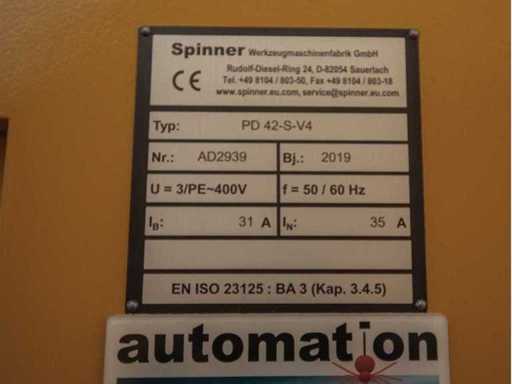 Spinner Werkzeugmaschinenfabrik GmbH
Rudolf-Diesel-Ring 24, D-82054 Sauerlach
Tel. +49 8104 / 803-50, Fax +49 8104 / 803-18
www.spinner.eu.com, service@spinner.eu.com
CE
Typ: PD 42-S-V4
Nr.: AD2939 Bj.: 2019
U = 3/PE~400V f = 50 / 60 Hz
IB: 31 A IN: 35 A
EN ISO 23125 : BA 3 (Kap. 3.4.5)
automation